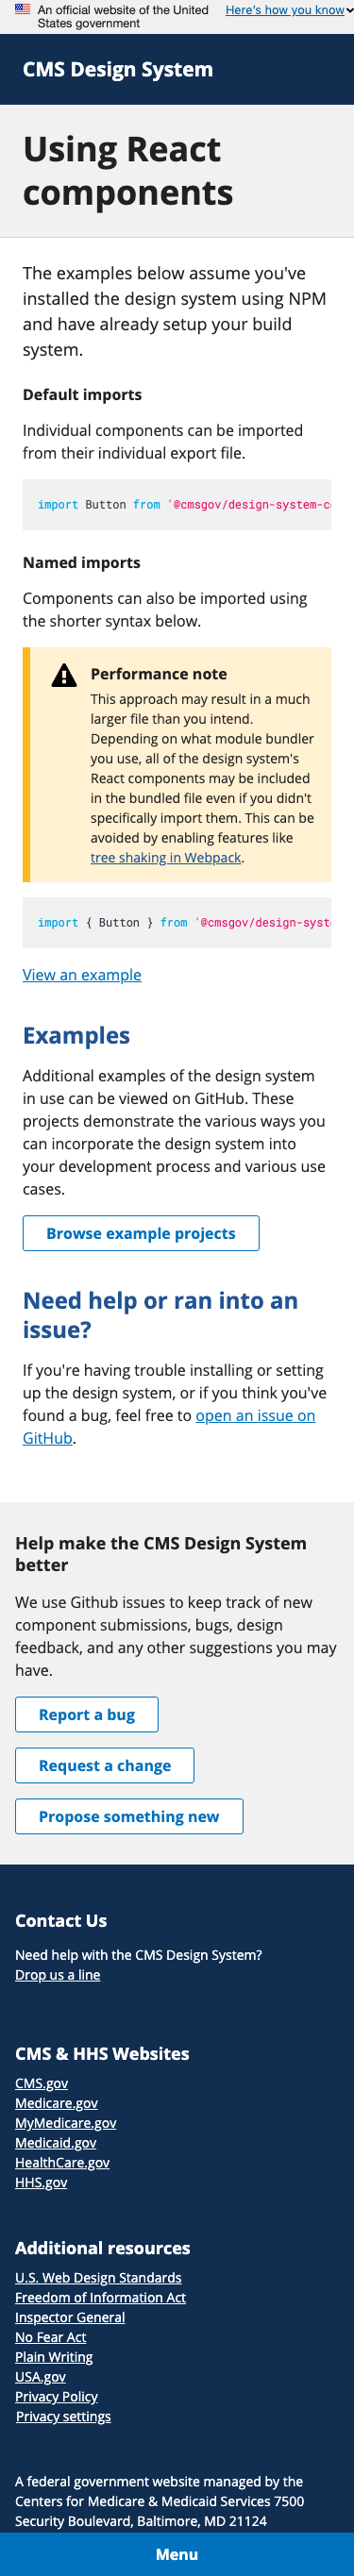 An official website of the United
States government
Here's how you know
CMS Design System
Using React
components
The examples below assume you've
installed the design system using NPM
and have already setup your build
system.
Default imports
Individual components can be imported
from their individual export file.
import Button from '@cmsgov/design-system-c
Named imports
Components can also be imported using
the shorter syntax below.
Performance note
This approach may result in a much
larger file than you intend.
Depending on what module bundler
you use, all of the design system's
React components may be included
in the bundled file even if you didn't
specifically import them. This can be
avoided by enabling features like
tree shaking in Webpack.
import { Button } from '@cmsgov/design-syst
View an example
Examples
Additional examples of the design system
in use can be viewed on GitHub. These
projects demonstrate the various ways you
can incorporate the design system into
your development process and various use
cases.
Browse example projects
Need help or ran into an
issue?
If you're having trouble installing or setting
up the design system, or if you think you've
found a bug, feel free to open an issue on
GitHub.
Help make the CMS Design System
better
We use Github issues to keep track of new
component submissions, bugs, design
feedback, and any other suggestions you may
have.
Report a bug
Request a change
Propose something new
Contact Us
Need help with the CMS Design System?
Drop us a line
CMS & HHS Websites
CMS.gov
Medicare.gov
MyMedicare.gov
Medicaid.gov
HealthCare.gov
HHS.gov
Additional resources
U.S. Web Design Standards
Freedom of Information Act
Inspector General
No Fear Act
Plain Writing
USA.gov
Privacy Policy
Privacy settings
A federal government website managed by the
Centers for Medicare & Medicaid Services 7500
Security Boulevard, Baltimore, MD 21124
Menu